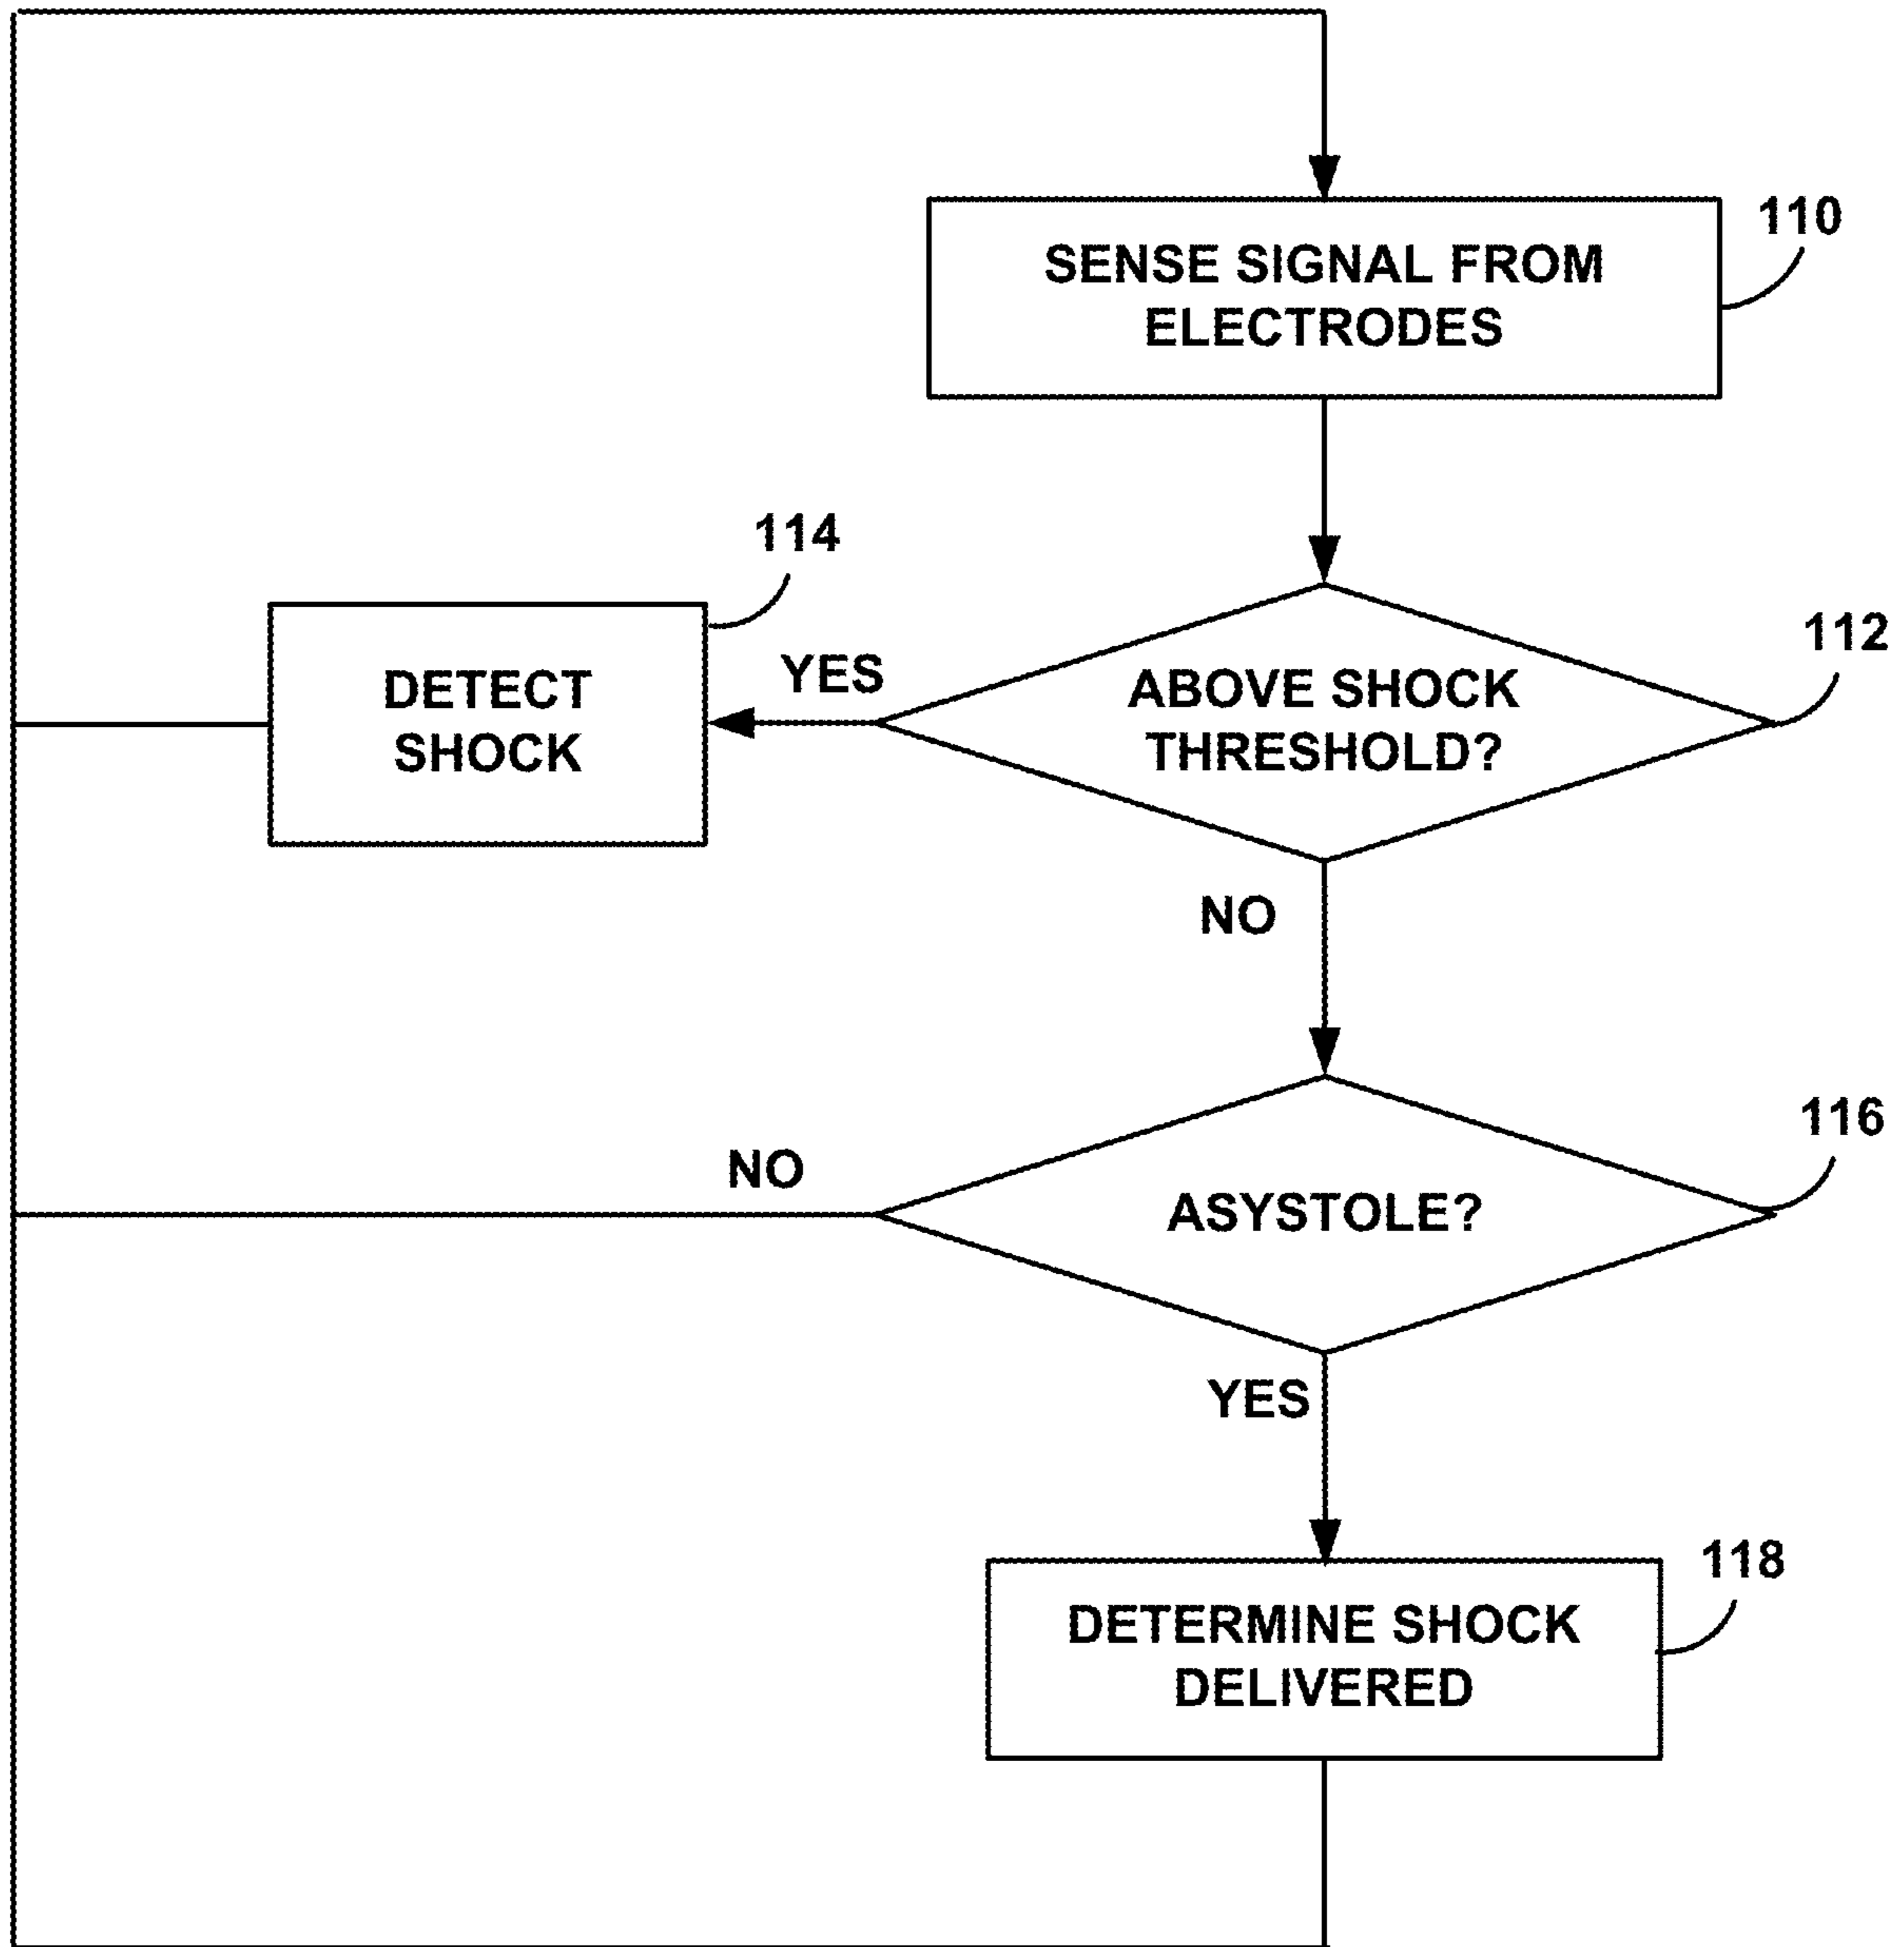 110
SENSE SIGNAL FROM
ELECTRODES
114
112
YES
DETECT
SHOCK
ABOVE SHOCK
THRESHOLD?
NO
116
NO
ASYSTOLE?
YES
118
DETERMINE SHOCK
DELIVERED